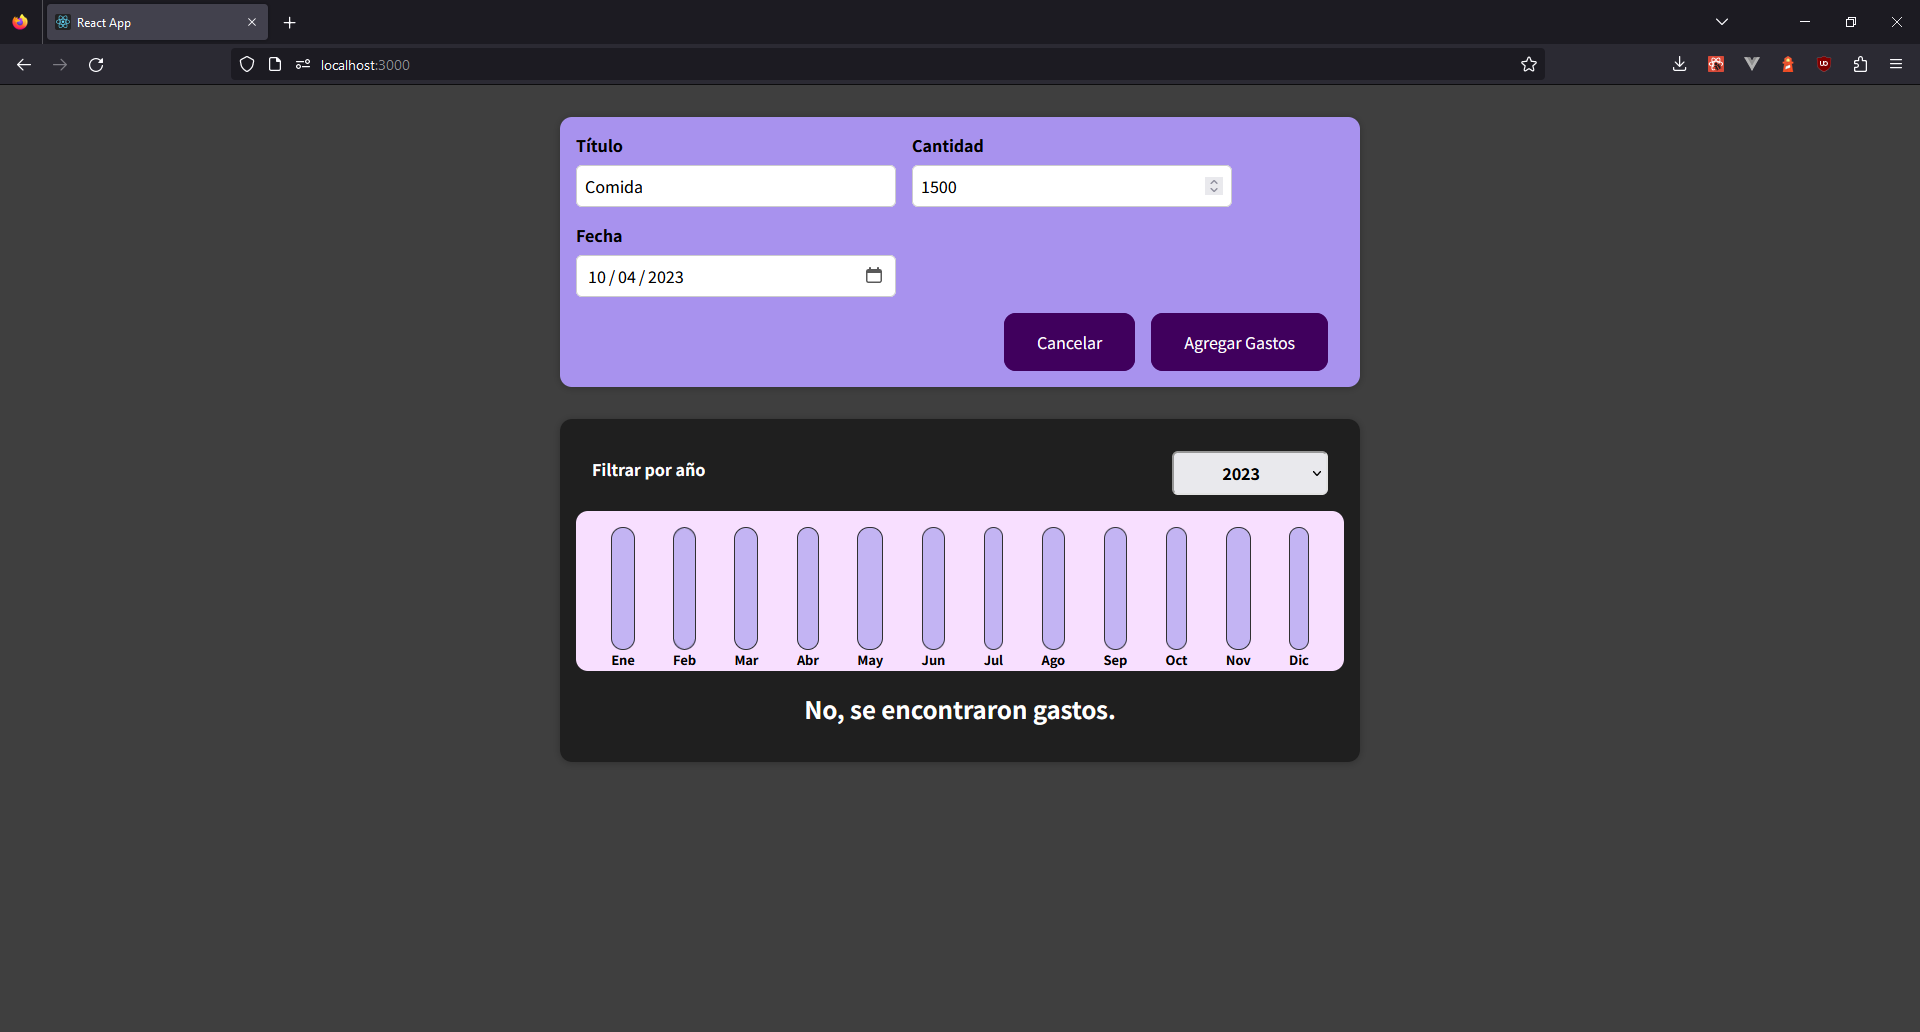 React App
localhost:3000
Título
Cantidad
Comida
1500
Fecha
10/04/2023
Cancelar
Agregar Gastos
Filtrar por año
2023
Ene Feb Mar Abr May Jun Jul Ago Sep Oct Nov Dic
No, se encontraron gastos.